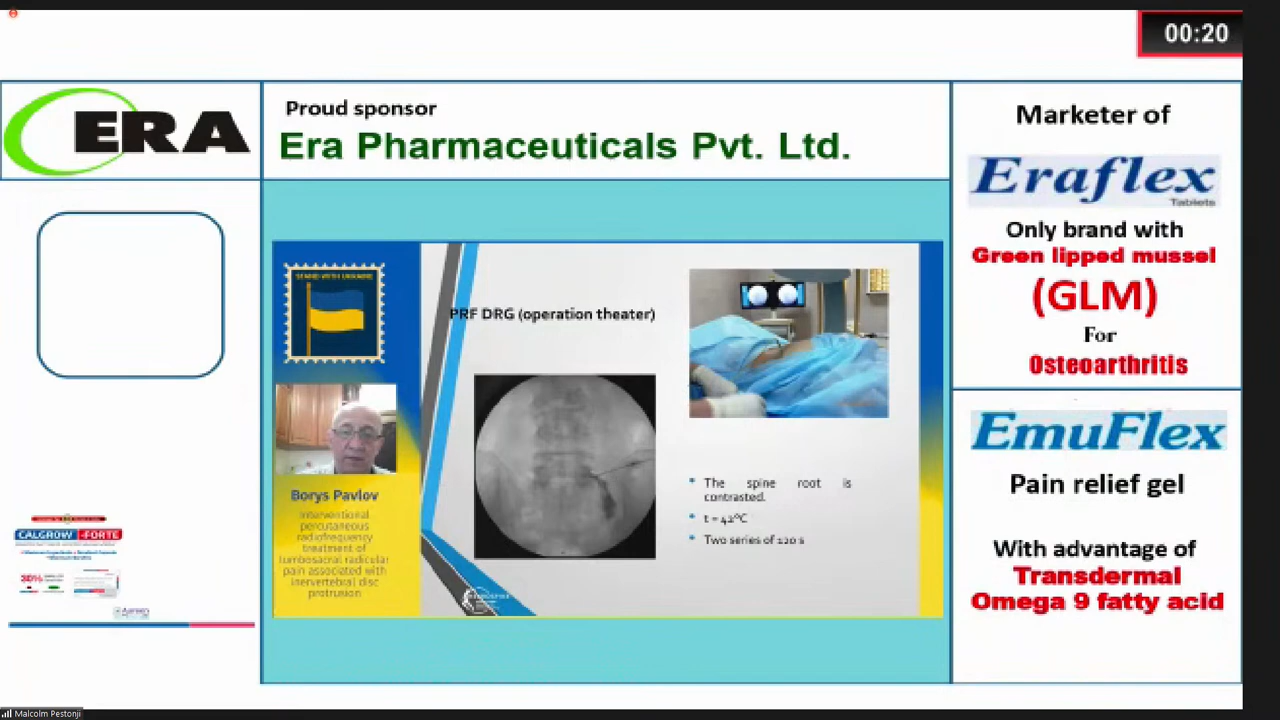 00:20
ERA
Proud sponsor
Era Pharmaceuticals Pvt. Ltd.
Marketer of
Eraflex
Tablets
Only brand with
Green lipped mussel
(GLM)
For
Osteoarthritis
EmuFlex
Pain relief gel
With advantage of
Transdermal
Omega 9 fatty acid
STAND WITH UKRAINE
Borys Pavlov
Interventional
percutaneous
radiofrequency
treatment of
lumbosacral radicular
pain associated with
inervertebral disc
protrusion
PRF DRG (operation theater)
The spine root is
contrasted.
t = 42°C
Two series of 120 s
CALGROW-FORTE
30%
Malcolm Pestonji